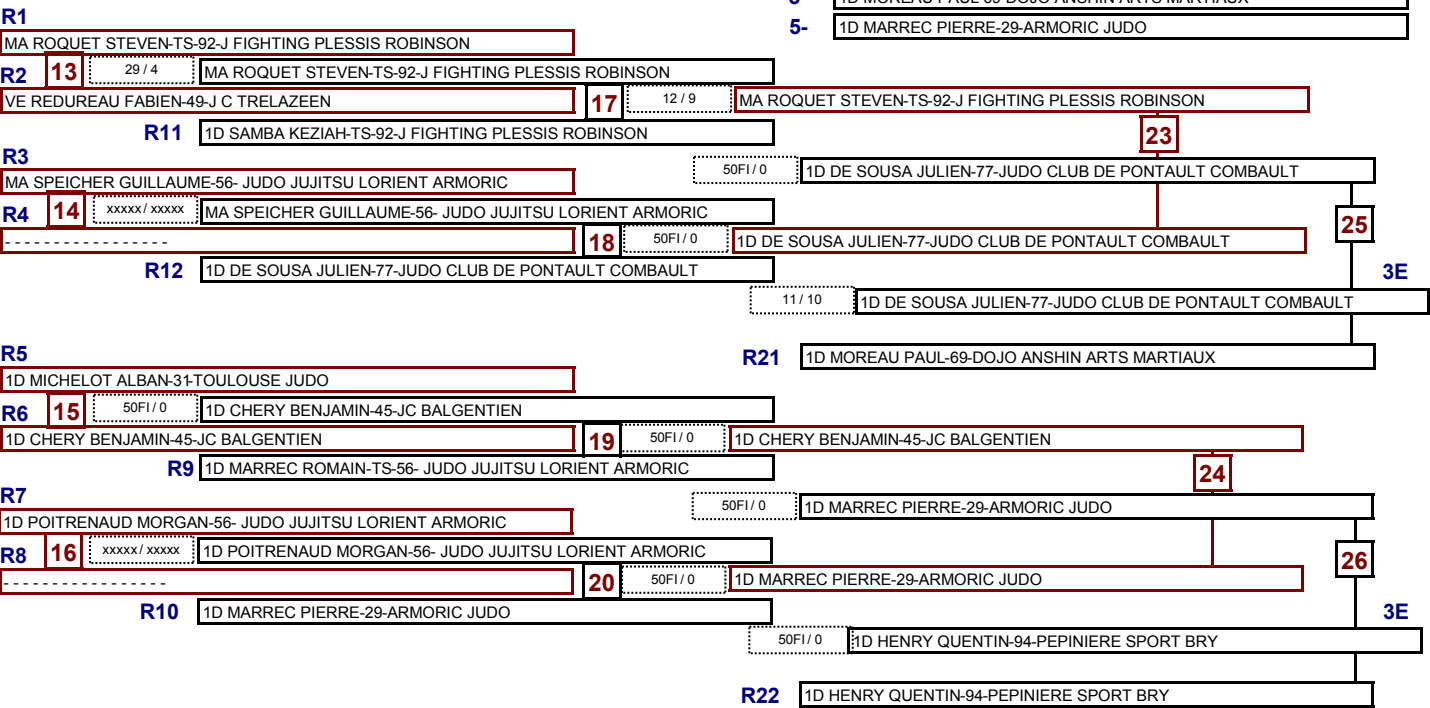 1D MOREAU PAUL-69-DOJO ANSHIN ARTS MARTIAUX
R1
5- 1D MARREC PIERRE-29-ARMORIC JUDO
MA ROQUET STEVEN-TS-92-J FIGHTING PLESSIS ROBINSON
R2 13 29 / 4 MA ROQUET STEVEN-TS-92-J FIGHTING PLESSIS ROBINSON
VE REDUREAU FABIEN-49-J C TRELAZEEN 17 12 / 9 MA ROQUET STEVEN-TS-92-J FIGHTING PLESSIS ROBINSON
R11 1D SAMBA KEZIAH-TS-92-J FIGHTING PLESSIS ROBINSON 23
R3
50FI / 0 1D DE SOUSA JULIEN-77-JUDO CLUB DE PONTAULT COMBAULT
MA SPEICHER GUILLAUME-56- JUDO JUJITSU LORIENT ARMORIC
R4 14 xxxxx / xxxxx MA SPEICHER GUILLAUME-56- JUDO JUJITSU LORIENT ARMORIC 25
- - - - - - - - - - - - - - - - - 18 50FI / 0 1D DE SOUSA JULIEN-77-JUDO CLUB DE PONTAULT COMBAULT
R12 1D DE SOUSA JULIEN-77-JUDO CLUB DE PONTAULT COMBAULT 3E
11 / 10 1D DE SOUSA JULIEN-77-JUDO CLUB DE PONTAULT COMBAULT
R5 R21 1D MOREAU PAUL-69-DOJO ANSHIN ARTS MARTIAUX
1D MICHELOT ALBAN-31-TOULOUSE JUDO
R6 15 50FI / 0 1D CHERY BENJAMIN-45-JC BALGENTIEN
1D CHERY BENJAMIN-45-JC BALGENTIEN 19 50FI / 0 1D CHERY BENJAMIN-45-JC BALGENTIEN
R9 1D MARREC ROMAIN-TS-56- JUDO JUJITSU LORIENT ARMORIC 24
R7
50FI / 0 1D MARREC PIERRE-29-ARMORIC JUDO
1D POITRENAUD MORGAN-56- JUDO JUJITSU LORIENT ARMORIC
R8 16 xxxxx / xxxxx 1D POITRENAUD MORGAN-56- JUDO JUJITSU LORIENT ARMORIC 26
- - - - - - - - - - - - - - - - - 20 50FI / 0 1D MARREC PIERRE-29-ARMORIC JUDO
R10 1D MARREC PIERRE-29-ARMORIC JUDO 3E
50FI / 0 1D HENRY QUENTIN-94-PEPINIERE SPORT BRY
R22 1D HENRY QUENTIN-94-PEPINIERE SPORT BRY